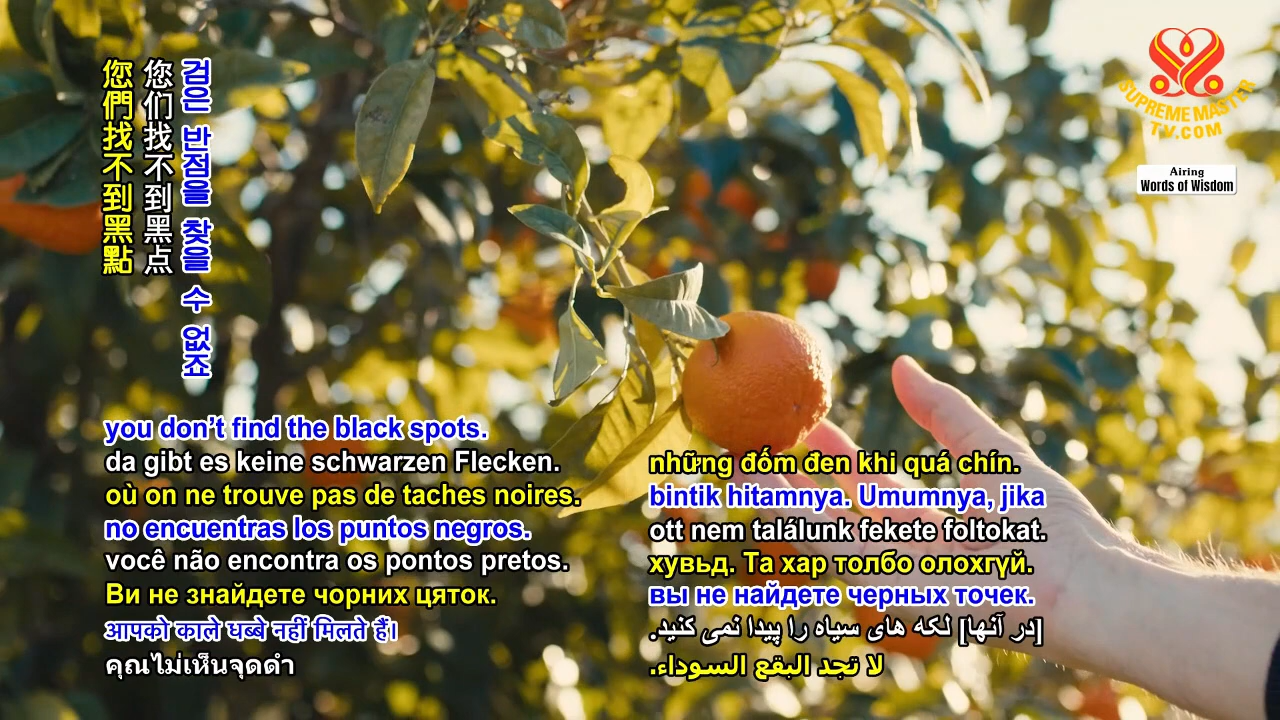 您們找不到黑點
您们找不到黑点
검은 반점을 찾을 수 없죠
SUPREME MASTER
TV.COM
Airing
Words of Wisdom
you don’t find the black spots.
da gibt es keine schwarzen Flecken.
où on ne trouve pas de taches noires.
no encuentras los puntos negros.
você não encontra os pontos pretos.
Ви не знайдете чорних цяток.
आपको काले धब्बे नहीं मिलते हैं।
คุณไม่เห็นจุดดำ
những đốm đen khi quá chín.
bintik hitamnya. Umumnya, jika
ott nem találunk fekete foltokat.
хувьд. Та хар толбо олохгүй.
вы не найдете черных точек.
[در آنها] لکه های سیاه را پیدا نمی کنید.
لا تجد البقع السوداء.